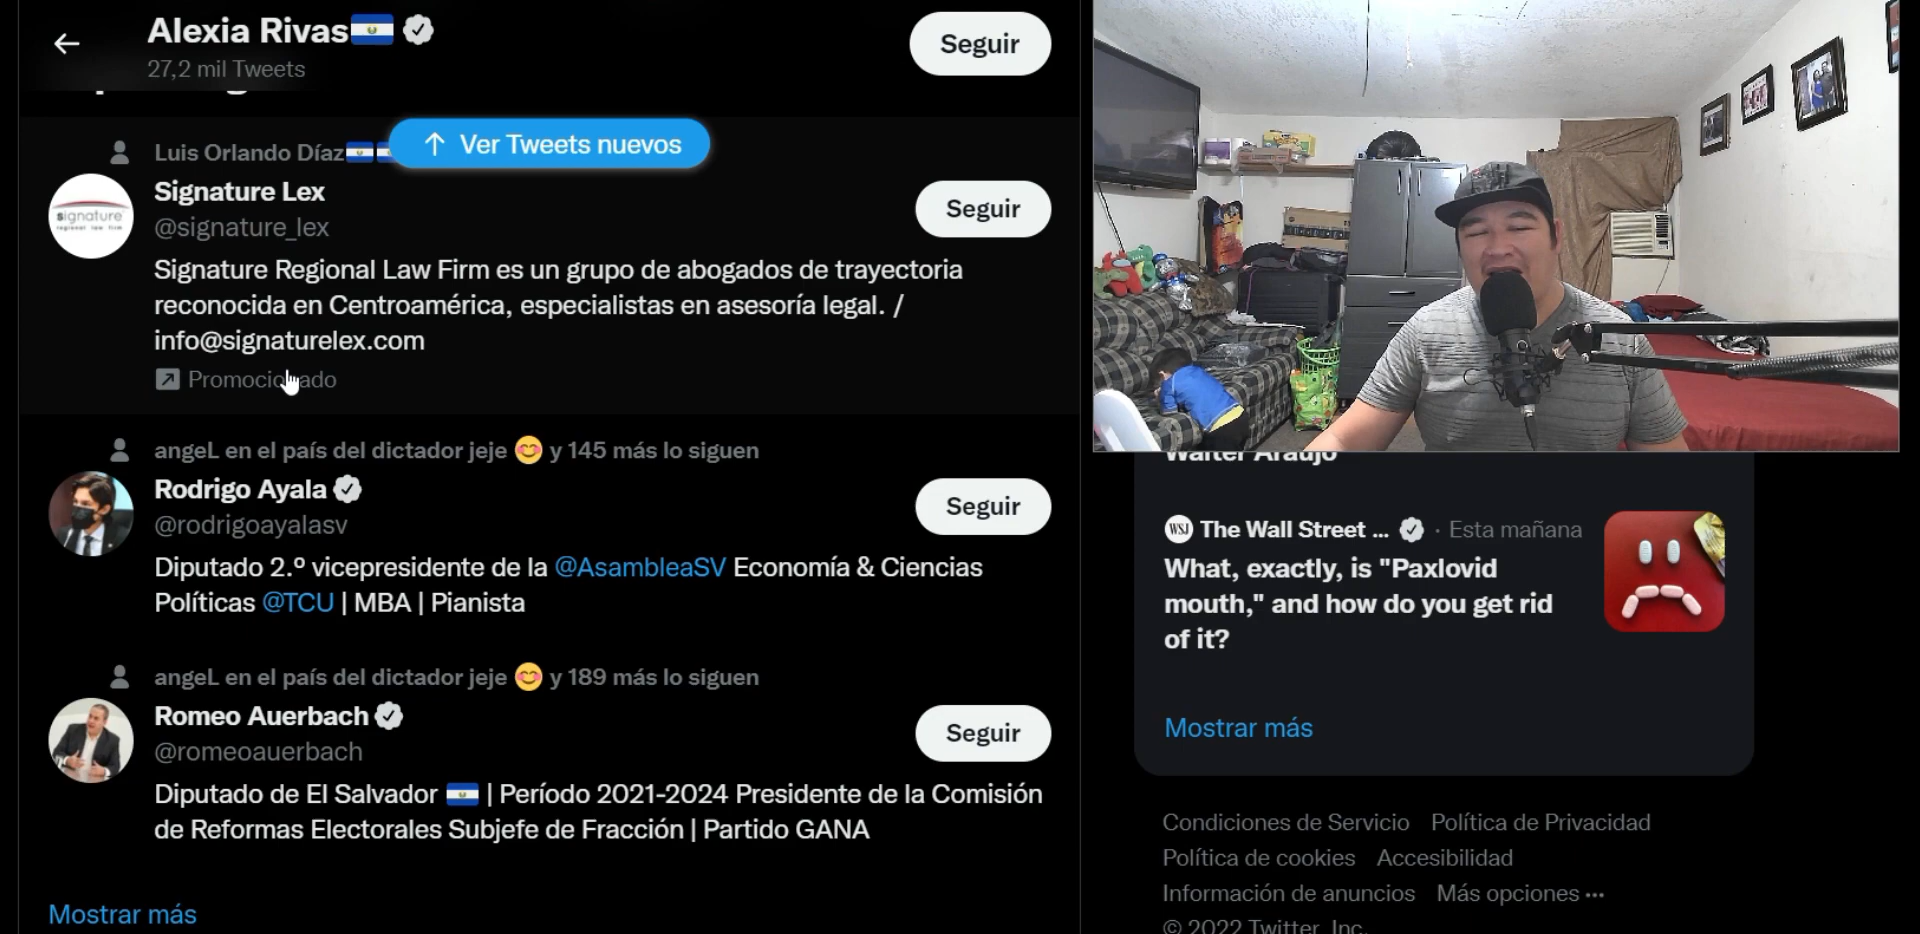 Alexia Rivas
27,2 mil Tweets
Seguir
Ver Tweets nuevos
Luis Orlando Díaz
Signature Lex
@signature_lex
Seguir
signature
regional law firm
Signature Regional Law Firm es un grupo de abogados de trayectoria
reconocida en Centroamérica, especialistas en asesoría legal. /
info@signaturelex.com
Promocionado
angeL en el país del dictador jeje 😊 y 145 más lo siguen
Rodrigo Ayala
@rodrigoayalasv
Seguir
Diputado 2.º vicepresidente de la @AsambleaSV Economía & Ciencias
Políticas @TCU | MBA | Pianista
angeL en el país del dictador jeje 😊 y 189 más lo siguen
Romeo Auerbach
@romeoauerbach
Seguir
Diputado de El Salvador 🇸🇻 | Período 2021-2024 Presidente de la Comisión
de Reformas Electorales Subjefe de Fracción | Partido GANA
Mostrar más
Walter Araujo
WSJ The Wall Street ... · Esta mañana
What, exactly, is "Paxlovid
mouth," and how do you get rid
of it?
Mostrar más
Condiciones de Servicio Política de Privacidad
Política de cookies Accesibilidad
Información de anuncios Más opciones ···
© 2022 Twitter, Inc.